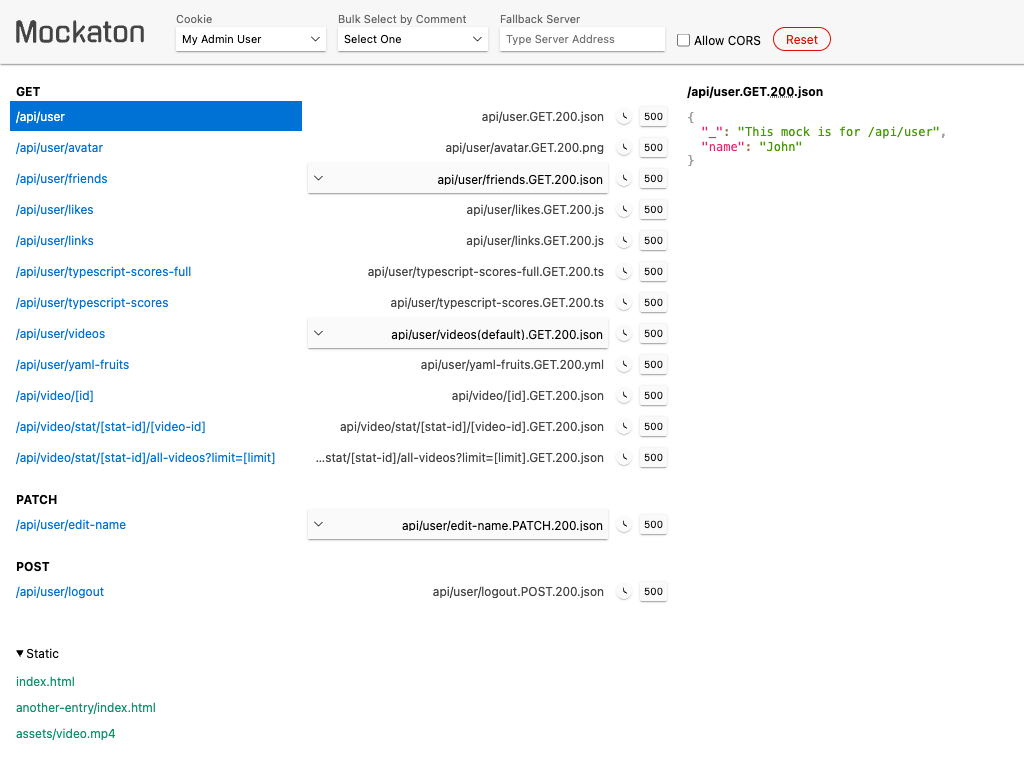 Mockaton
Cookie
My Admin User
Bulk Select by Comment
Select One
Fallback Server
Type Server Address
Allow CORS
Reset
GET
/api/user api/user.GET.200.json 500
/api/user/avatar api/user/avatar.GET.200.png 500
/api/user/friends api/user/friends.GET.200.json 500
/api/user/likes api/user/likes.GET.200.js 500
/api/user/links api/user/links.GET.200.js 500
/api/user/typescript-scores-full api/user/typescript-scores-full.GET.200.ts 500
/api/user/typescript-scores api/user/typescript-scores.GET.200.ts 500
/api/user/videos api/user/videos(default).GET.200.json 500
/api/user/yaml-fruits api/user/yaml-fruits.GET.200.yml 500
/api/video/[id] api/video/[id].GET.200.json 500
/api/video/stat/[stat-id]/[video-id] api/video/stat/[stat-id]/[video-id].GET.200.json 500
/api/video/stat/[stat-id]/all-videos?limit=[limit] ...stat/[stat-id]/all-videos?limit=[limit].GET.200.json 500
PATCH
/api/user/edit-name api/user/edit-name.PATCH.200.json 500
POST
/api/user/logout api/user/logout.POST.200.json 500
▼ Static
index.html
another-entry/index.html
assets/video.mp4
/api/user.GET.200.json
{
"_": "This mock is for /api/user",
"name": "John"
}